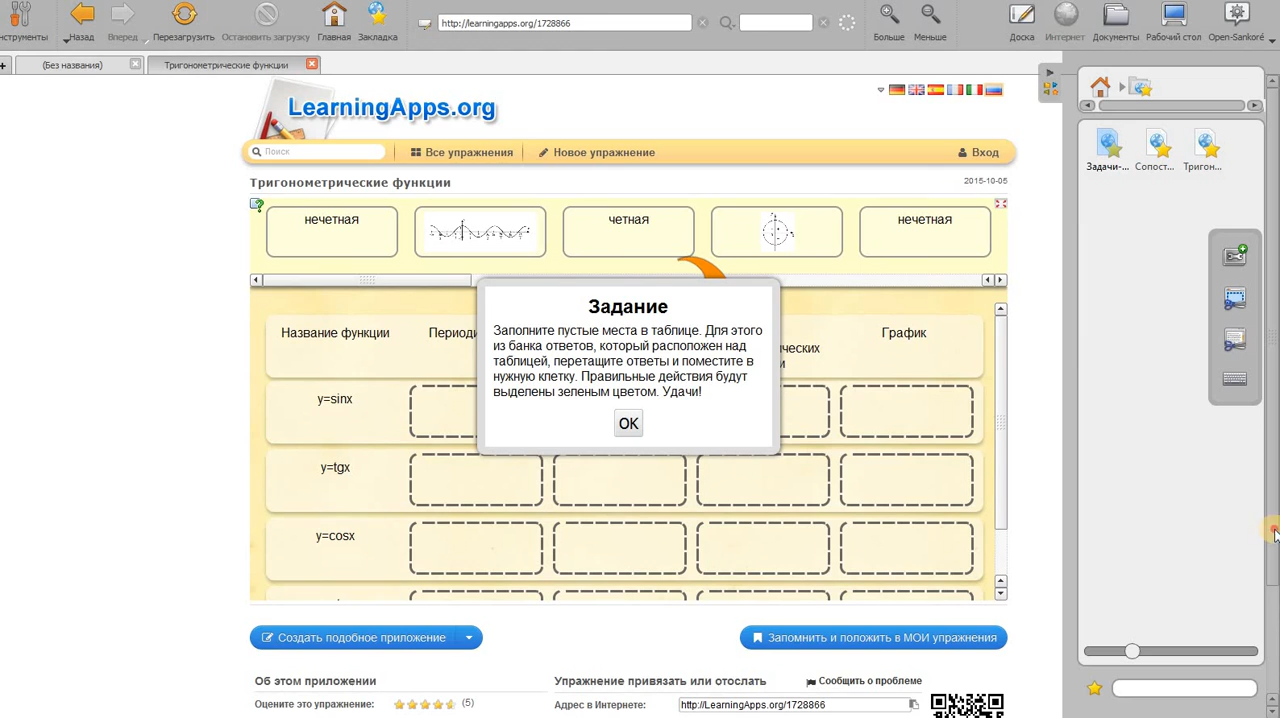 нструменты
Назад
Вперед
Перезагрузить
Остановить загрузку
Главная
Закладка
http://learningapps.org/1728866
Больше
Меньше
Доска
Интернет
Документы
Рабочий стол
Open-Sankoré
(Без названия)
Тригонометрические функции
LearningApps.org
Поиск
Все упражнения
Новое упражнение
Вход
Тригонометрические функции
2015-10-05
нечетная
четная
нечетная
Задание
Заполните пустые места в таблице. Для этого
из банка ответов, который расположен над
таблицей, перетащите ответы и поместите в
нужную клетку. Правильные действия будут
выделены зеленым цветом. Удачи!
OK
Название функции
Периоди
ческих
и
График
y=sinx
y=tgx
y=cosx
Создать подобное приложение
Запомнить и положить в МОИ упражнения
Об этом приложении
Оцените это упражнение:
(5)
Упражнение привязать или отослать
Сообщить о проблеме
Адрес в Интернете:
http://LearningApps.org/1728866
Задачи-...
Сопост...
Тригон...